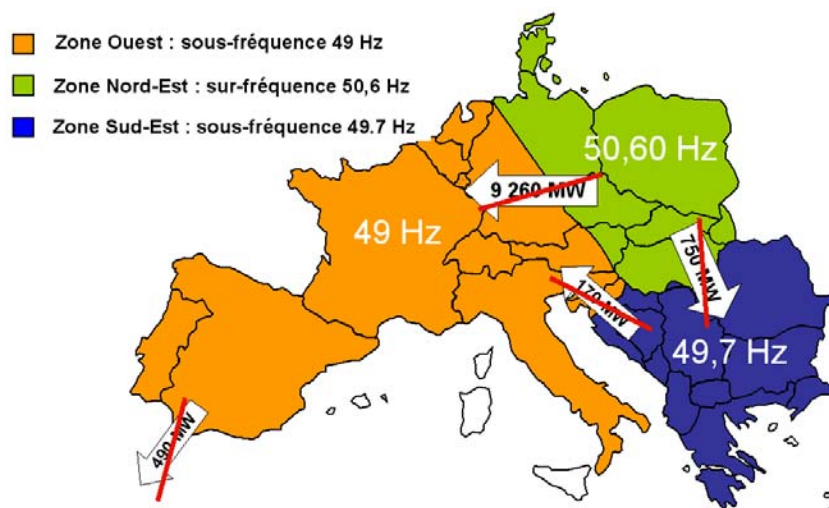 Zone Ouest : sous-fréquence 49 Hz
Zone Nord-Est : sur-fréquence 50,6 Hz
Zone Sud-Est : sous-fréquence 49.7 Hz
50,60 Hz
9 260 MW
49 Hz
750 MW
170 MW
49,7 Hz
490 MW